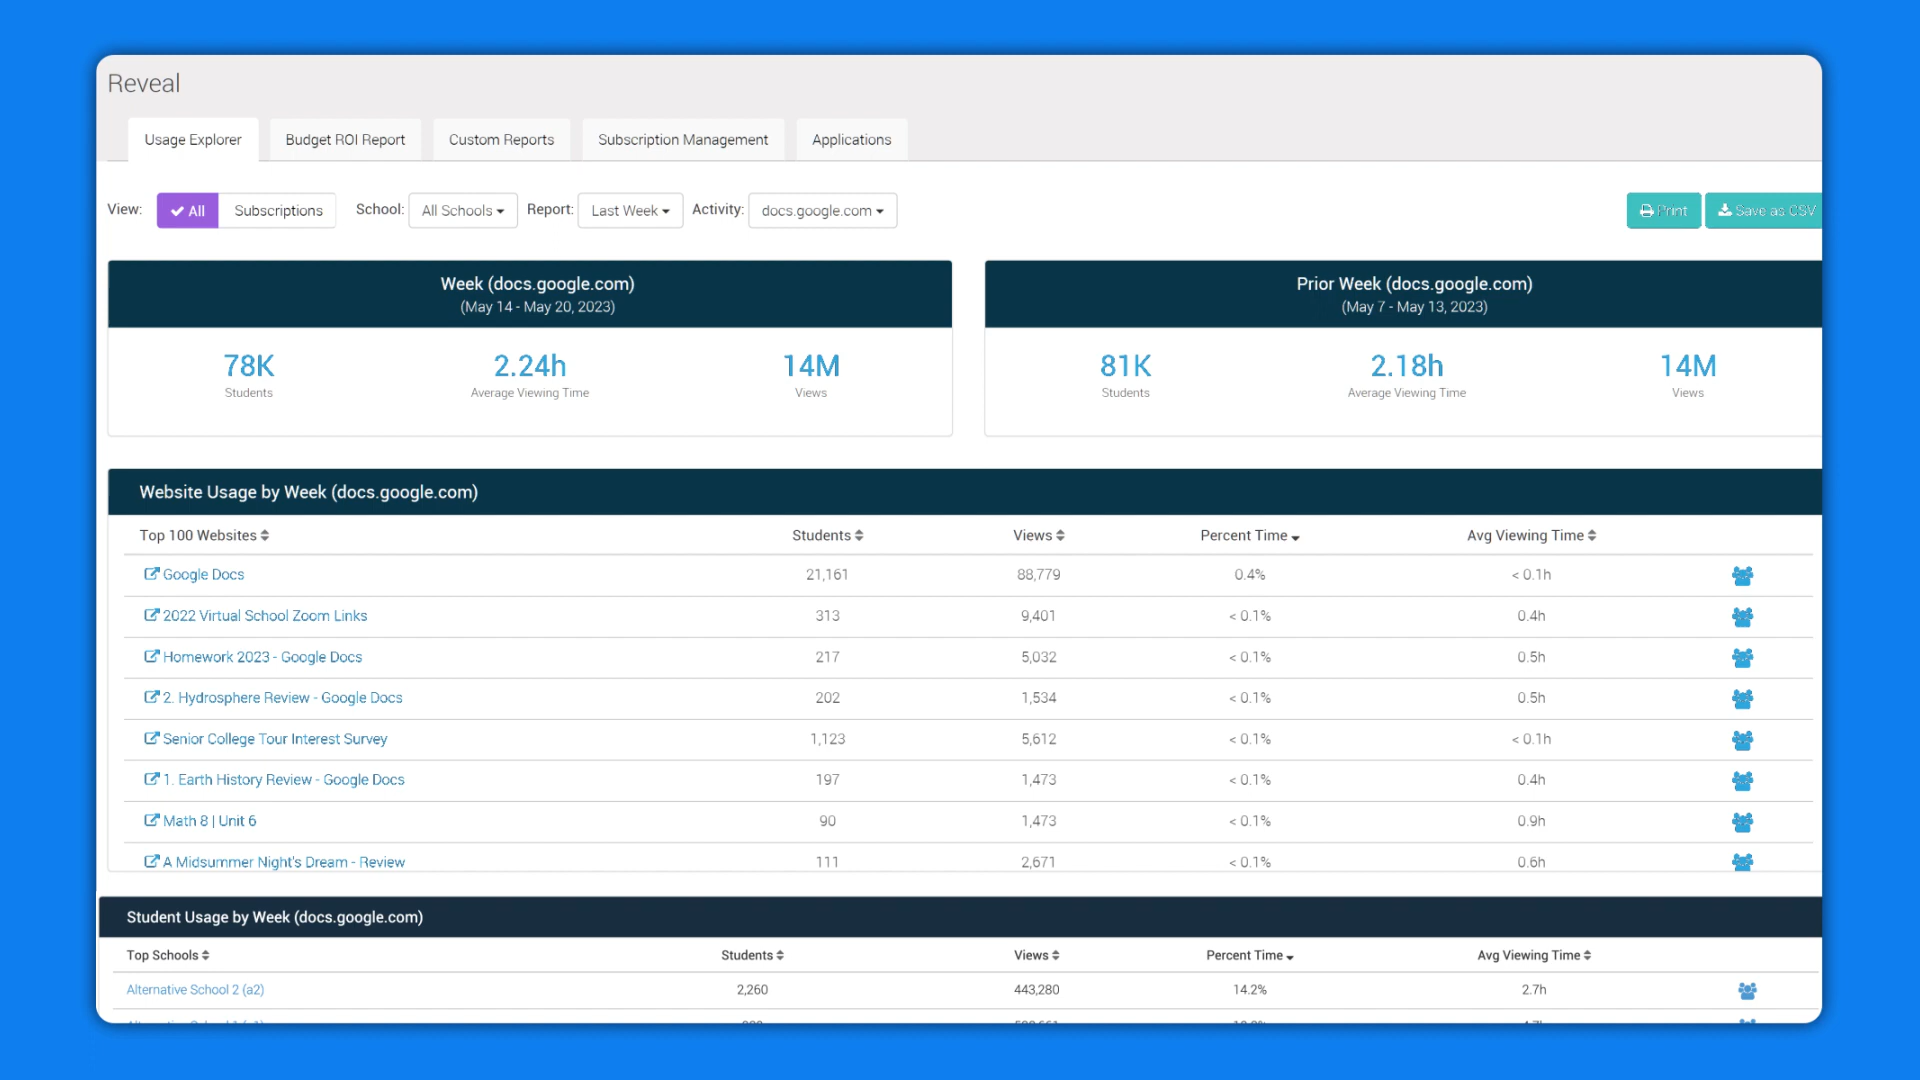 Reveal
Usage Explorer Budget ROI Report Custom Reports Subscription Management Applications
View: All Subscriptions School: All Schools Report: Last Week Activity: docs.google.com Print Save as CSV
Week (docs.google.com)
(May 14 - May 20, 2023)
78K 2.24h 14M
Students Average Viewing Time Views
Prior Week (docs.google.com)
(May 7 - May 13, 2023)
81K 2.18h 14M
Students Average Viewing Time Views
Website Usage by Week (docs.google.com)
Top 100 Websites Students Views Percent Time Avg Viewing Time
Google Docs 21,161 88,779 0.4% < 0.1h
2022 Virtual School Zoom Links 313 9,401 < 0.1% 0.4h
Homework 2023 - Google Docs 217 5,032 < 0.1% 0.5h
2. Hydrosphere Review - Google Docs 202 1,534 < 0.1% 0.5h
Senior College Tour Interest Survey 1,123 5,612 < 0.1% < 0.1h
1. Earth History Review - Google Docs 197 1,473 < 0.1% 0.4h
Math 8 | Unit 6 90 1,473 < 0.1% 0.9h
A Midsummer Night's Dream - Review 111 2,671 < 0.1% 0.6h
Student Usage by Week (docs.google.com)
Top Schools Students Views Percent Time Avg Viewing Time
Alternative School 2 (a2) 2,260 443,280 14.2% 2.7h